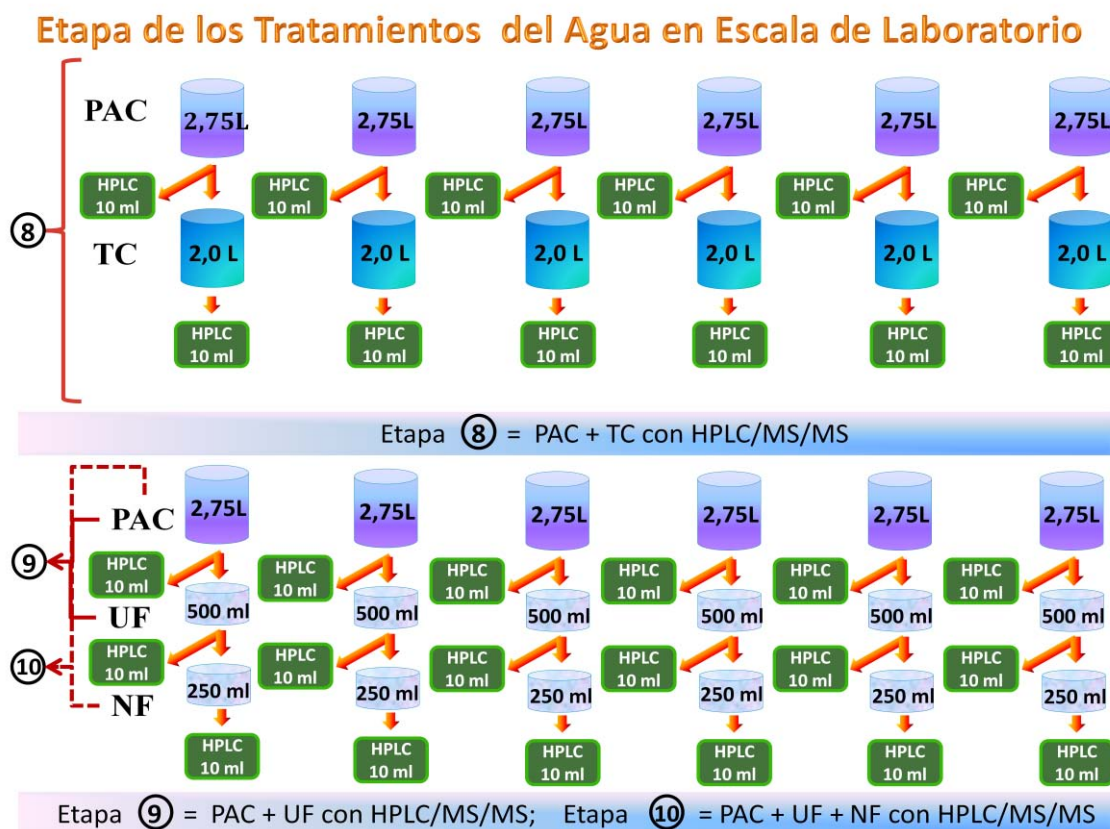 Etapa de los Tratamientos del Agua en Escala de Laboratorio
PAC
2,75L 2,75L 2,75L 2,75L 2,75L 2,75L
HPLC HPLC HPLC HPLC HPLC HPLC
10 ml 10 ml 10 ml 10 ml 10 ml 10 ml
8
TC
2,0 L 2,0 L 2,0 L 2,0 L 2,0 L 2,0 L
HPLC HPLC HPLC HPLC HPLC HPLC
10 ml 10 ml 10 ml 10 ml 10 ml 10 ml
Etapa 8 = PAC + TC con HPLC/MS/MS
PAC
2,75L 2,75L 2,75L 2,75L 2,75L 2,75L
9
HPLC HPLC HPLC HPLC HPLC HPLC
10 ml 10 ml 10 ml 10 ml 10 ml 10 ml
UF
500 ml 500 ml 500 ml 500 ml 500 ml 500 ml
10
HPLC HPLC HPLC HPLC HPLC HPLC
10 ml 10 ml 10 ml 10 ml 10 ml 10 ml
NF
250 ml 250 ml 250 ml 250 ml 250 ml 250 ml
HPLC HPLC HPLC HPLC HPLC HPLC
10 ml 10 ml 10 ml 10 ml 10 ml 10 ml
Etapa 9 = PAC + UF con HPLC/MS/MS; Etapa 10 = PAC + UF + NF con HPLC/MS/MS